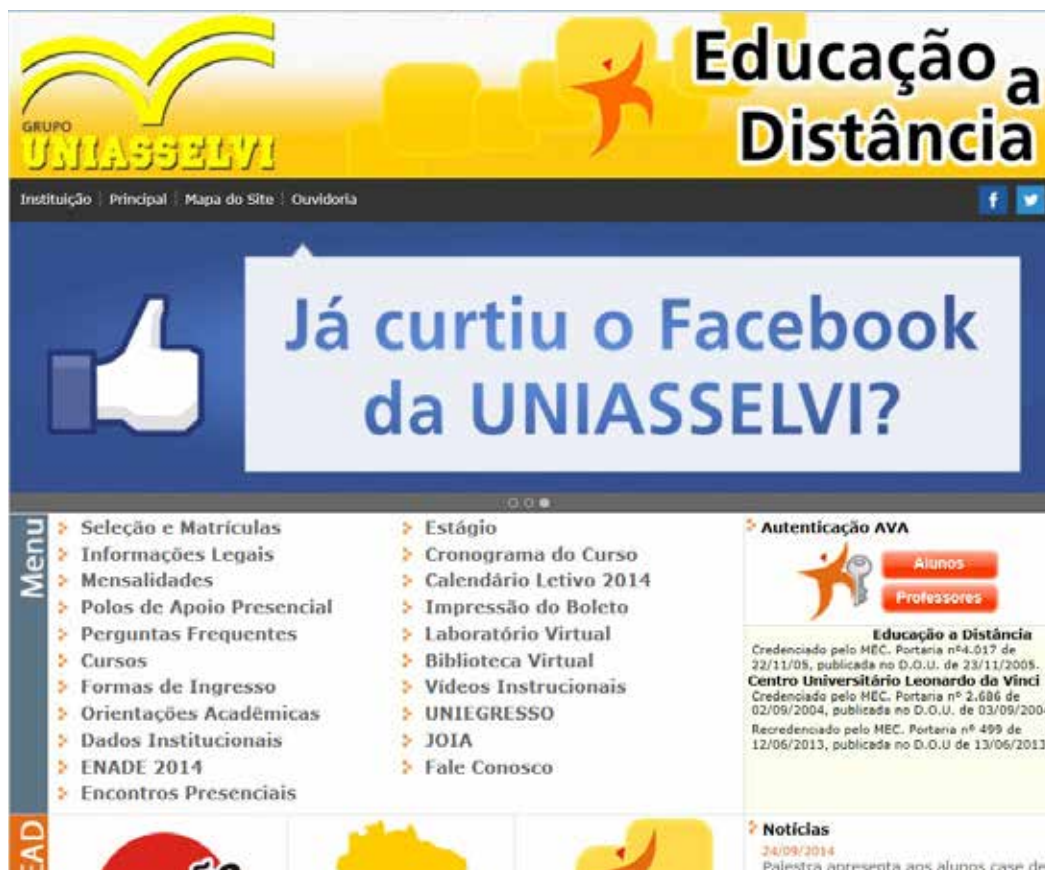 GRUPO
UNIASSELVI
Educação a
Distância
Instituição | Principal | Mapa do Site | Ouvidoria
Já curtiu o Facebook
da UNIASSELVI?
Menu
Seleção e Matrículas
Informações Legais
Mensalidades
Polos de Apoio Presencial
Perguntas Frequentes
Cursos
Formas de Ingresso
Orientações Acadêmicas
Dados Institucionais
ENADE 2014
Encontros Presenciais
Estágio
Cronograma do Curso
Calendário Letivo 2014
Impressão do Boleto
Laboratório Virtual
Biblioteca Virtual
Vídeos Instrucionais
UNIEGRESSO
JOIA
Fale Conosco
Autenticação AVA
Alunos
Professores
Educação a Distância
Credenciado pelo MEC. Portaria nº4.017 de
22/11/05, publicada no D.O.U. de 23/11/2005.
Centro Universitário Leonardo da Vinci
Credenciado pelo MEC. Portaria nº 2.686 de
02/09/2004, publicada no D.O.U. de 03/09/200
Recredenciado pelo MEC. Portaria nº 499 de
12/06/2013, publicada no D.O.U de 13/06/2013
EAD
Notícias
24/09/2014
Palestra apresenta aos alunos case de